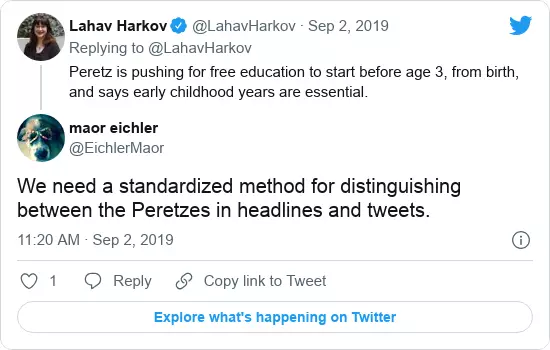 Lahav Harkov @LahavHarkov · Sep 2, 2019
Replying to @LahavHarkov
Peretz is pushing for free education to start before age 3, from birth,
and says early childhood years are essential.
maor eichler
@EichlerMaor
We need a standardized method for distinguishing
between the Peretzes in headlines and tweets.
11:20 AM · Sep 2, 2019
1 Reply Copy link to Tweet
Explore what's happening on Twitter